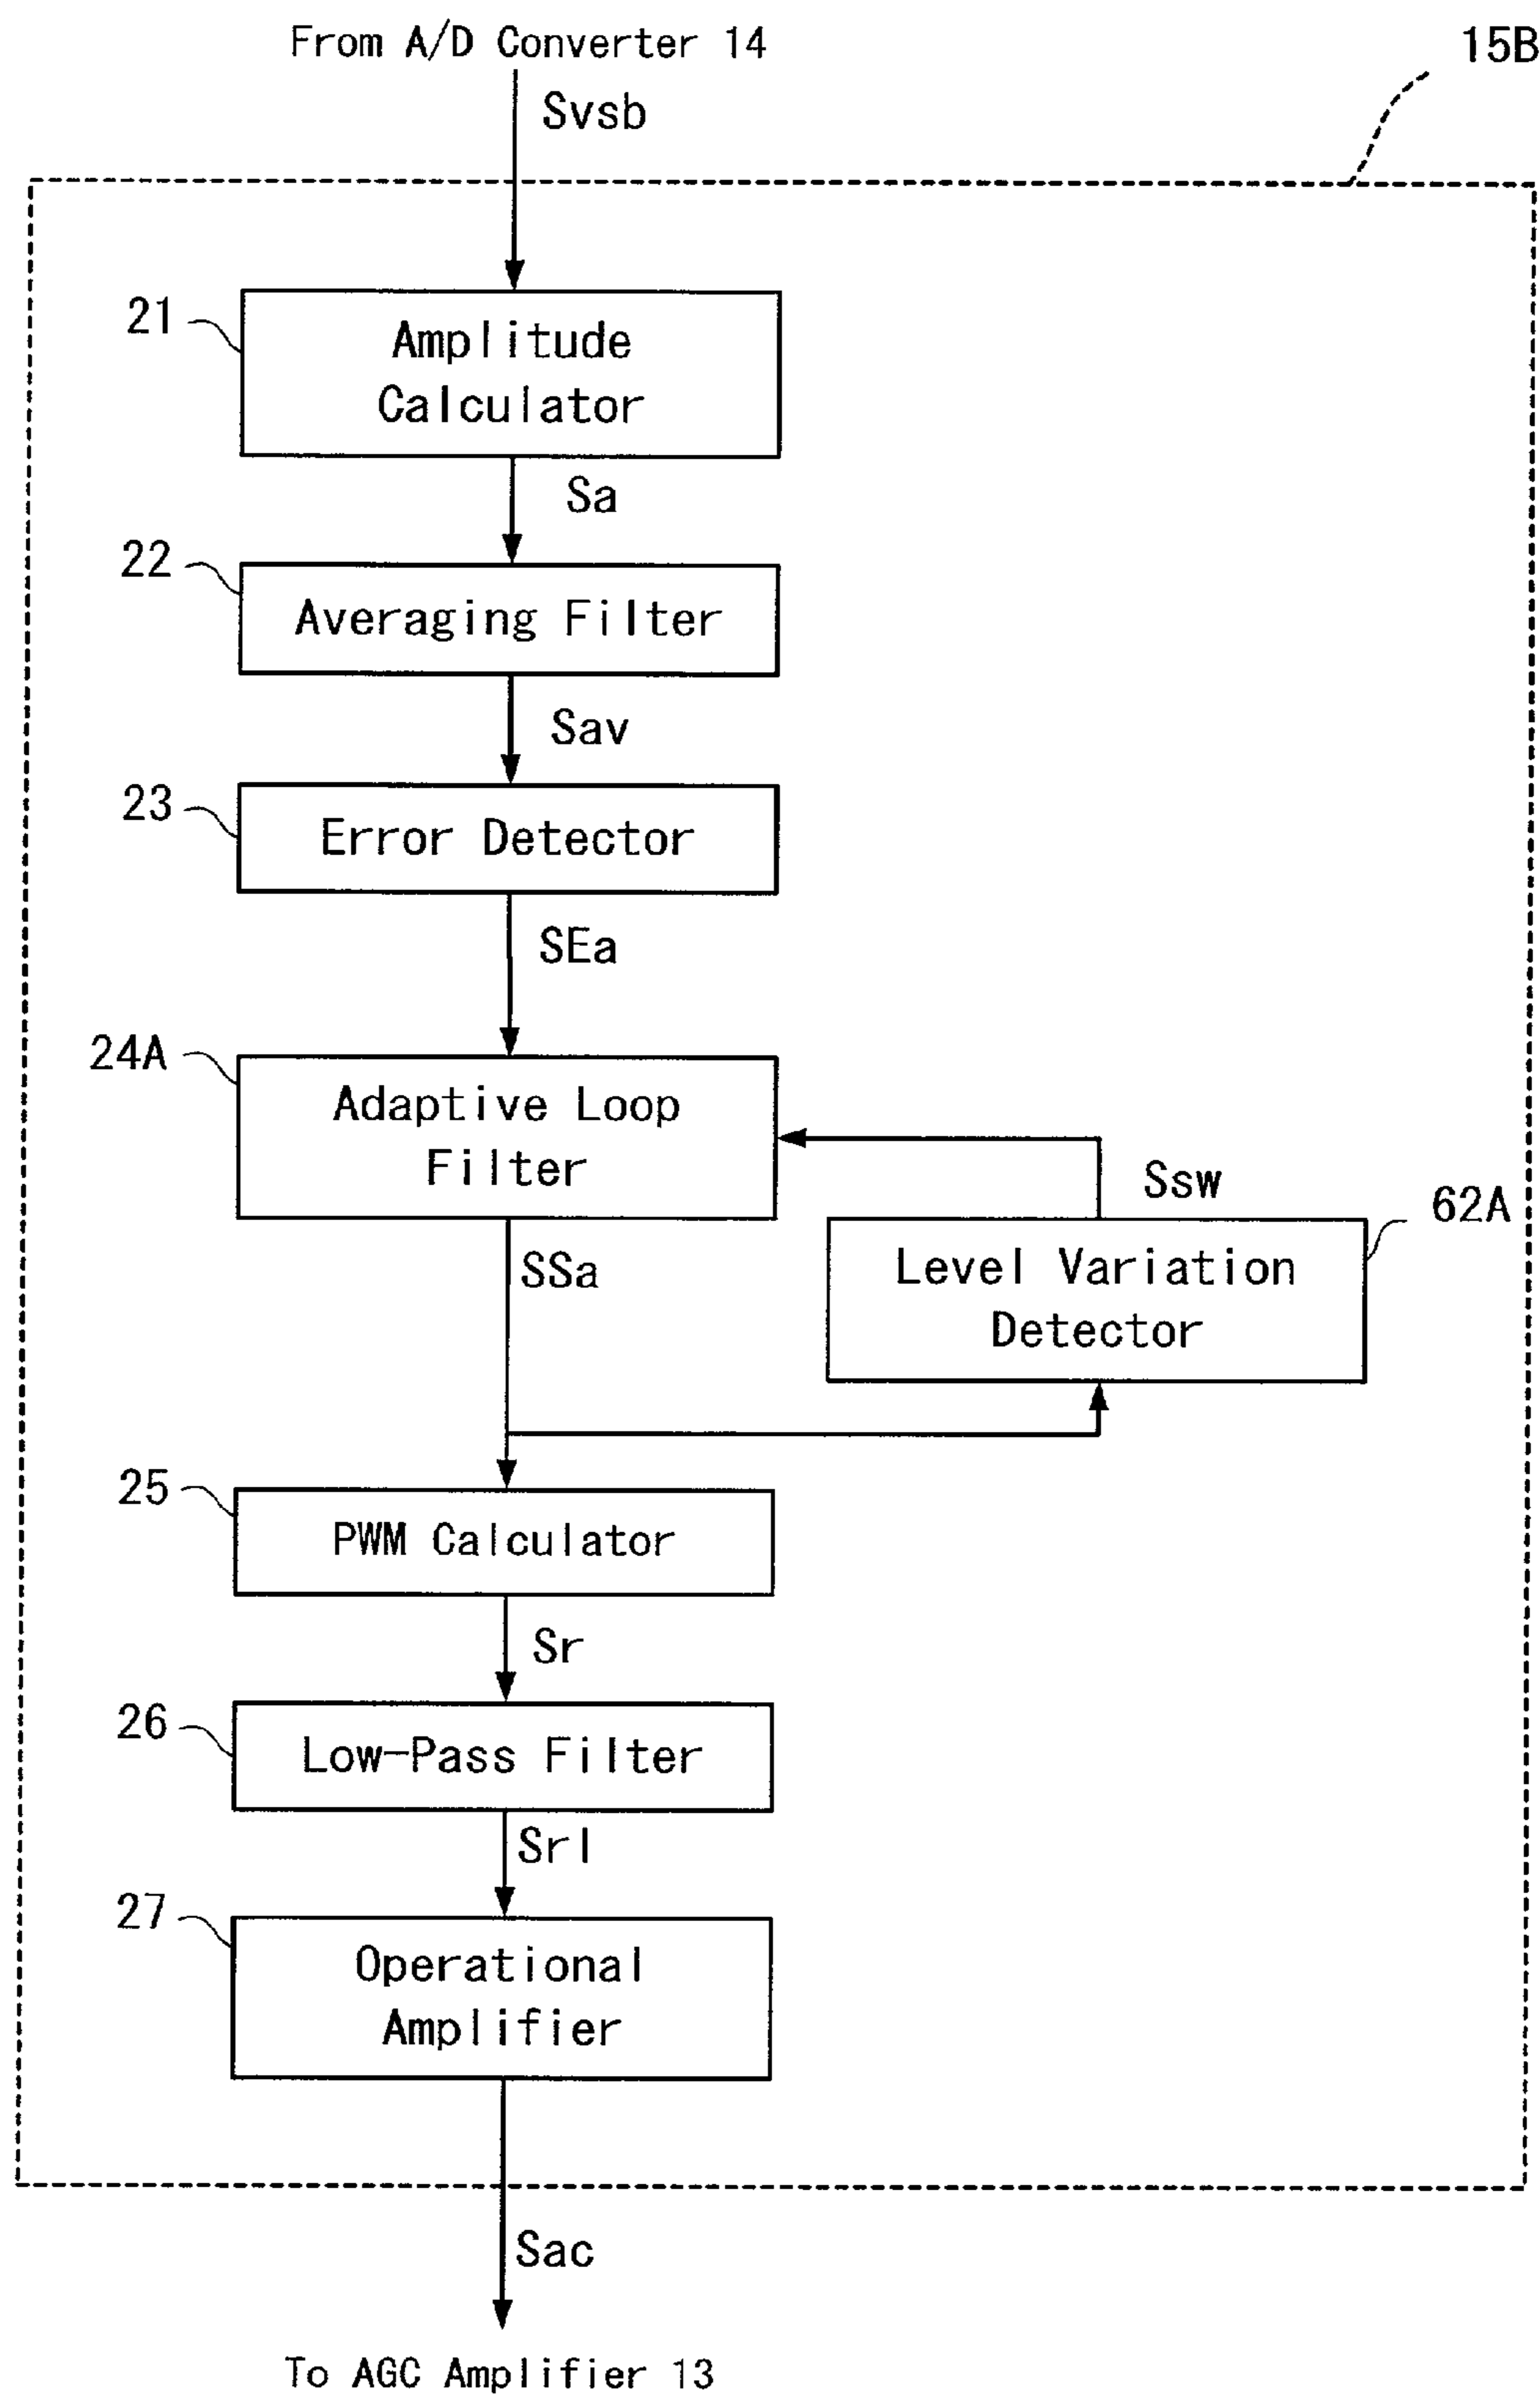 From A/D Converter 14
15B
Svsb
21
Amplitude
Calculator
Sa
22
Averaging Filter
Sav
23
Error Detector
SEa
24A
Adaptive Loop
Filter
Ssw
62A
SSa
Level Variation
Detector
25
PWM Calculator
Sr
26
Low-Pass Filter
Srl
27
Operational
Amplifier
Sac
To AGC Amplifier 13